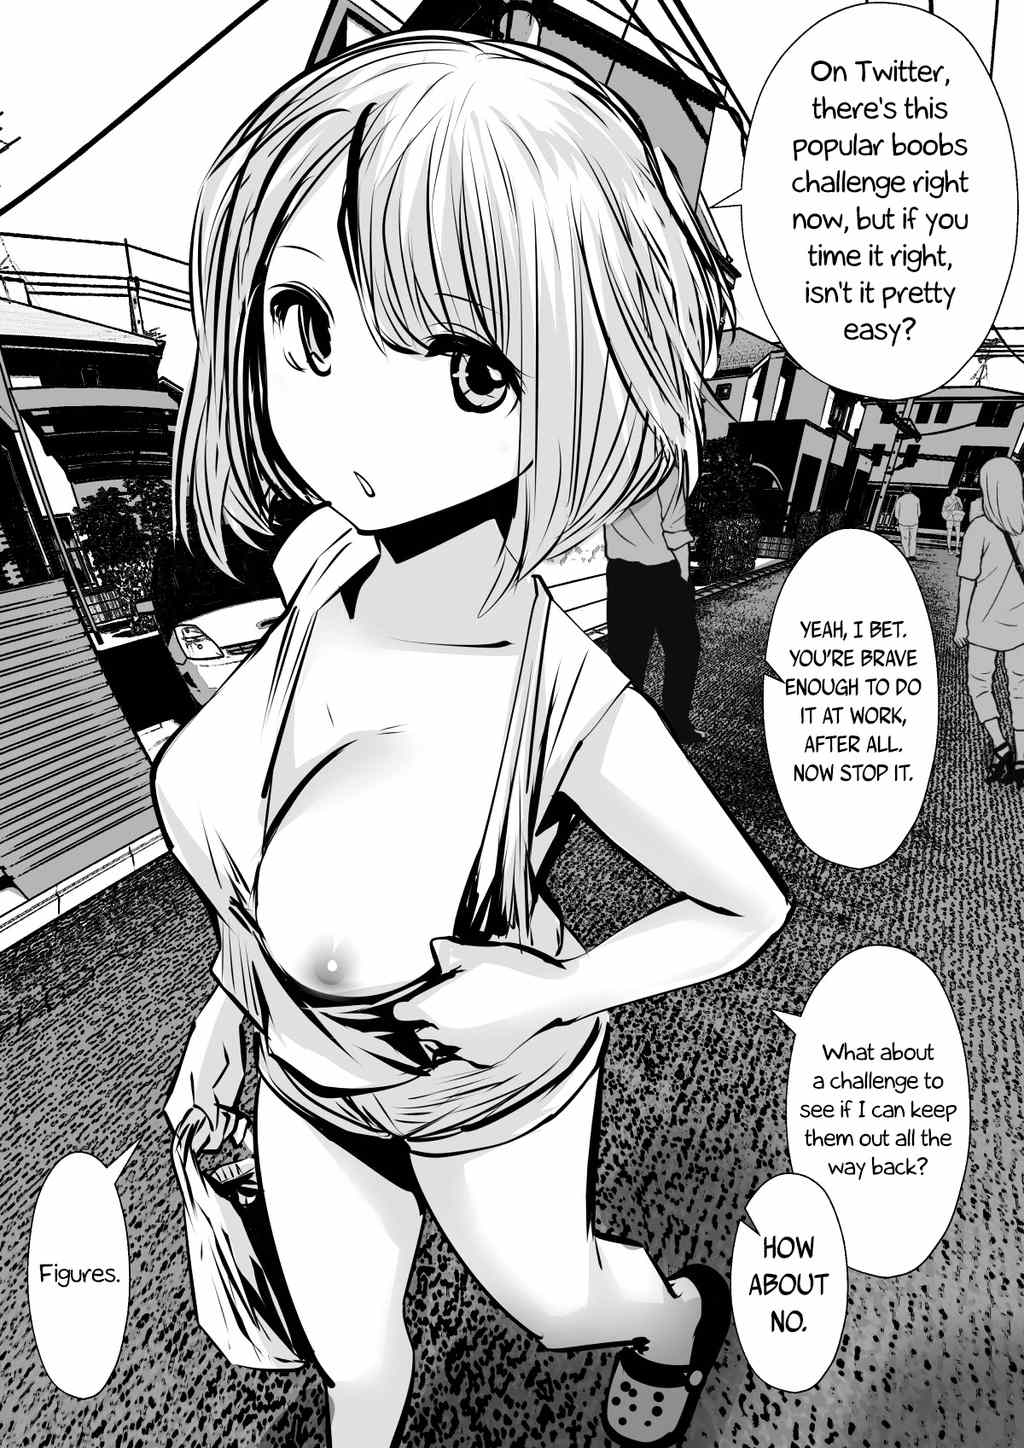 On Twitter,
there's this
popular boobs
challenge right
now, but if you
time it right,
isn't it pretty
easy?
YEAH, I BET.
YOU'RE BRAVE
ENOUGH TO DO
IT AT WORK,
AFTER ALL.
NOW STOP IT.
What about
a challenge to
see if I can keep
them out all the
way back?
HOW
ABOUT
NO.
Figures.